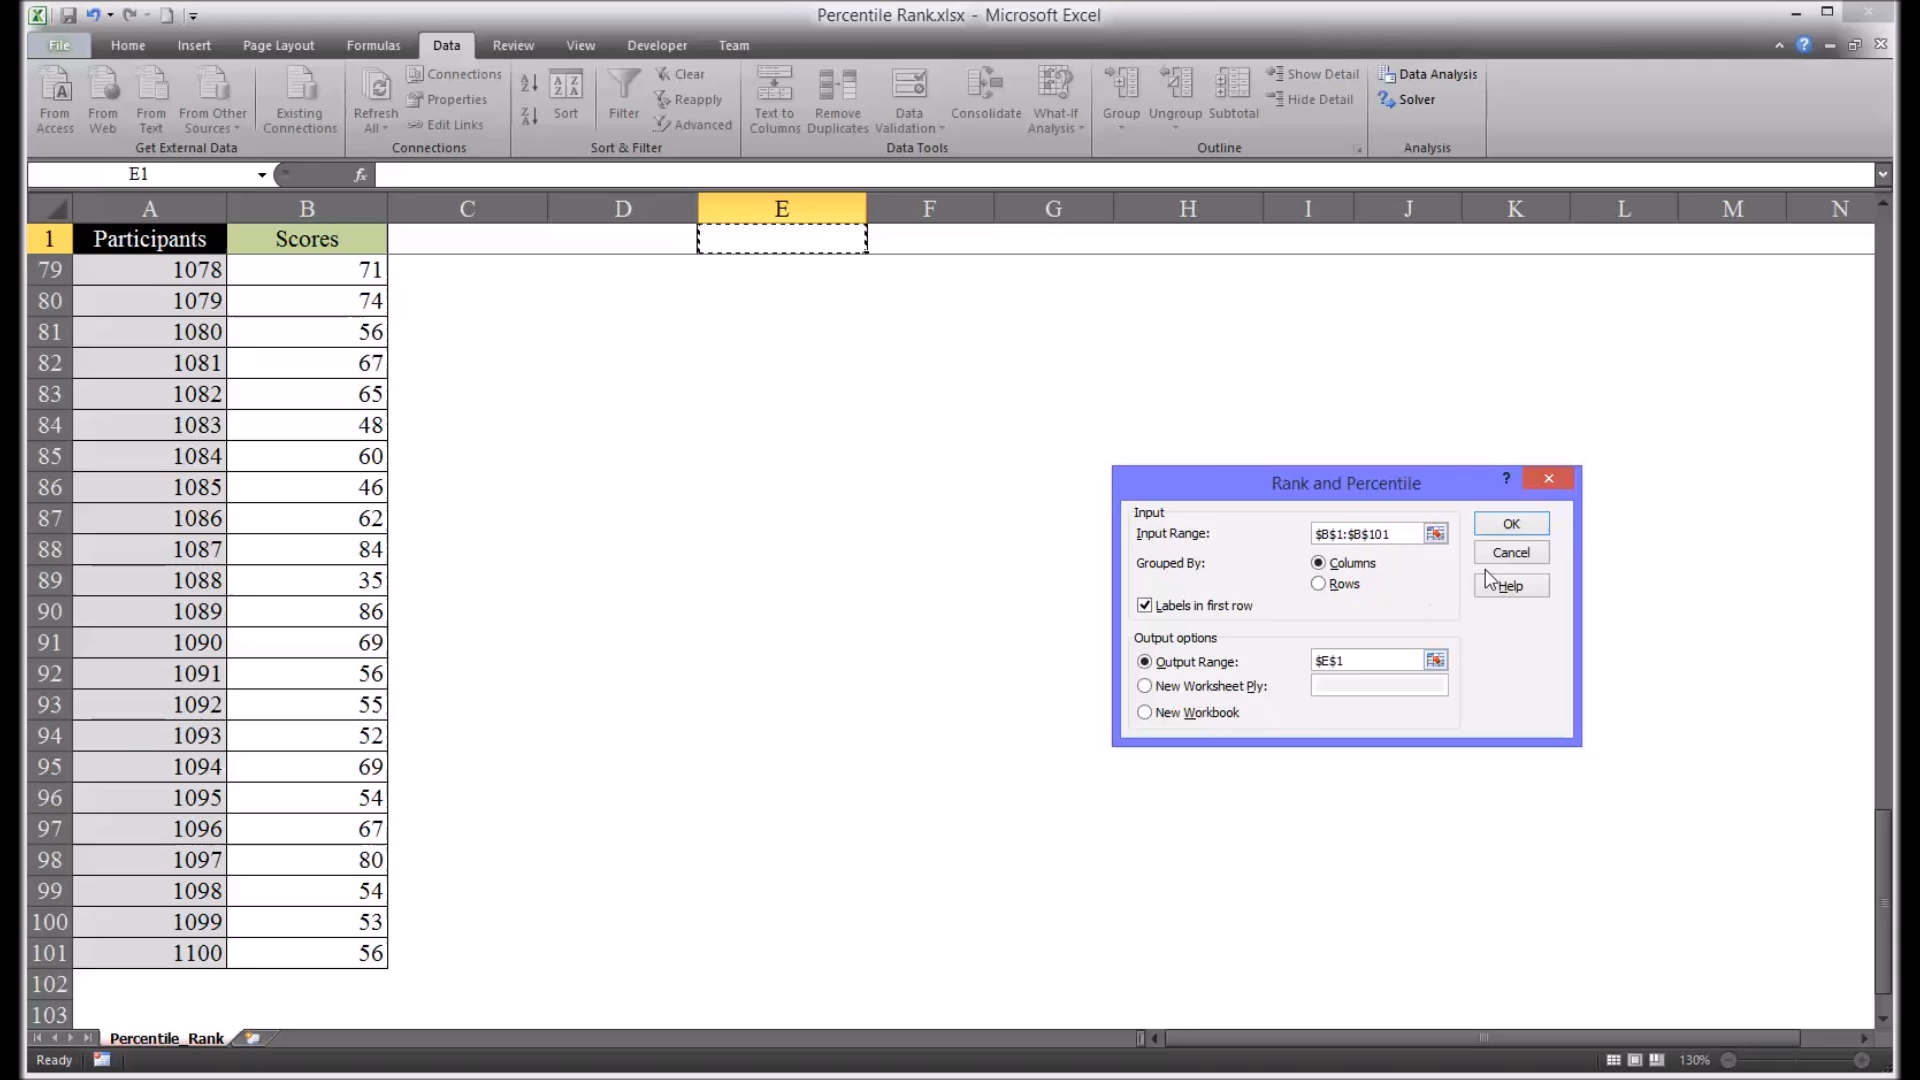 Percentile Rank.xlsx - Microsoft Excel
File Home Insert Page Layout Formulas Data Review View Developer Team
From Access From Web From Text From Other Sources Existing Connections
Get External Data
Refresh All Connections Properties Edit Links
Connections
Sort Filter Clear Reapply Advanced
Sort & Filter
Text to Columns Remove Duplicates Data Validation Consolidate What-If Analysis
Data Tools
Group Ungroup Subtotal Show Detail Hide Detail
Outline
Data Analysis Solver
Analysis
E1 fx
A B C D E F G H I J K L M N
1 Participants Scores
79 1078 71
80 1079 74
81 1080 56
82 1081 67
83 1082 65
84 1083 48
85 1084 60
86 1085 46
87 1086 62
88 1087 84
89 1088 35
90 1089 86
91 1090 69
92 1091 56
93 1092 55
94 1093 52
95 1094 69
96 1095 54
97 1096 67
98 1097 80
99 1098 54
100 1099 53
101 1100 56
102
103
Rank and Percentile
Input
Input Range: $B$1:$B$101
Grouped By: Columns
Rows
Labels in first row
Output options
Output Range: $E$1
New Worksheet Ply:
New Workbook
OK
Cancel
Help
Percentile_Rank
Ready 130%